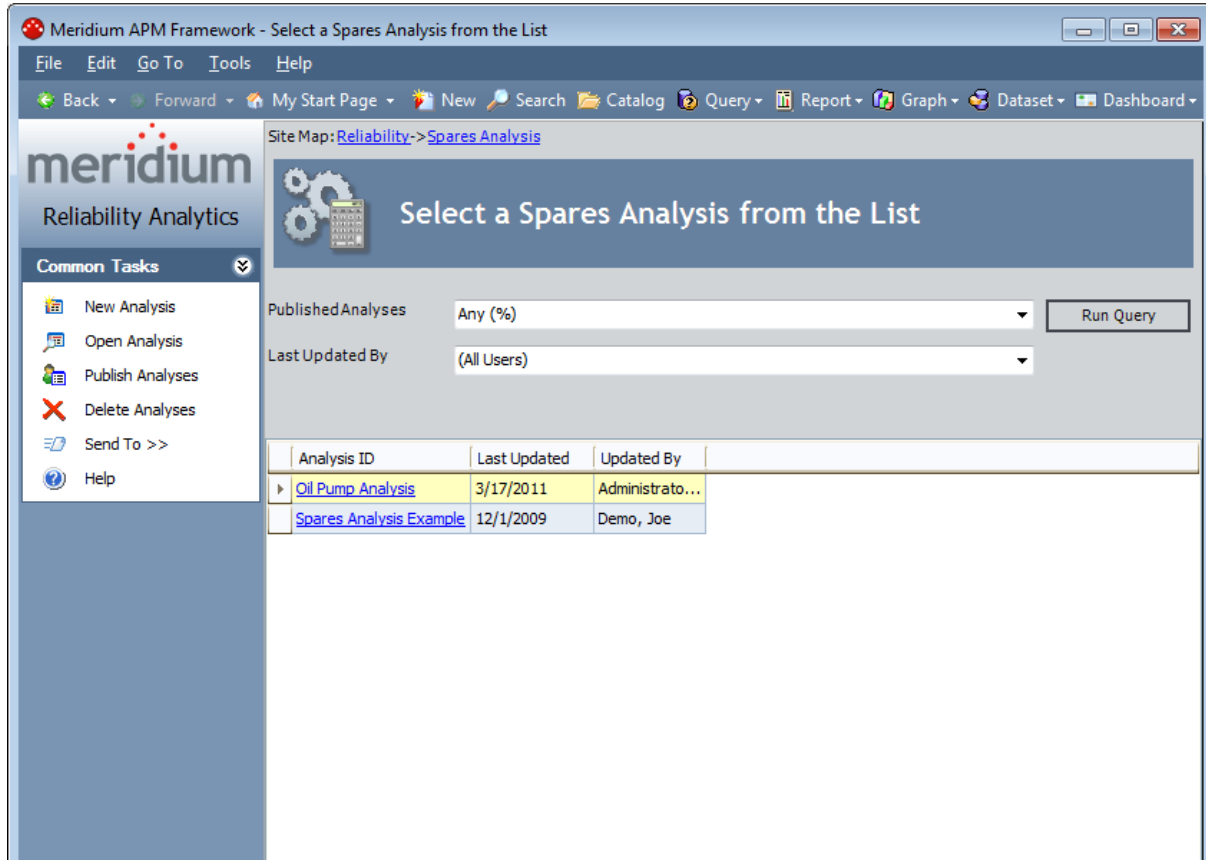 Meridium APM Framework - Select a Spares Analysis from the List
File Edit Go To Tools Help
Back Forward My Start Page New Search Catalog Query Report Graph Dataset Dashboard
meridium
Reliability Analytics
Common Tasks
New Analysis
Open Analysis
Publish Analyses
Delete Analyses
Send To >>
Help
Site Map: Reliability->Spares Analysis
Select a Spares Analysis from the List
Published Analyses Any (%) Run Query
Last Updated By (All Users)
Analysis ID Last Updated Updated By
Oil Pump Analysis 3/17/2011 Administrato...
Spares Analysis Example 12/1/2009 Demo, Joe